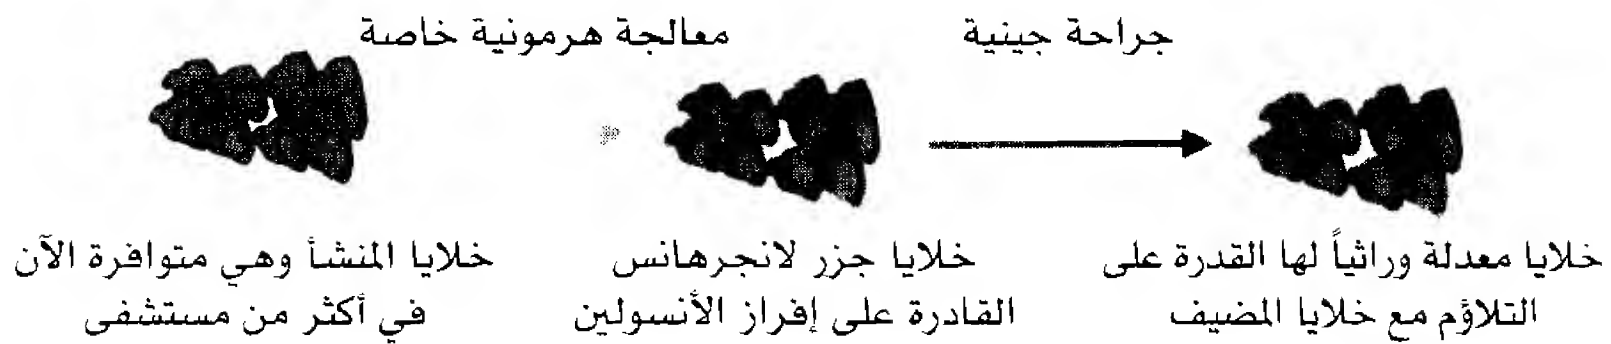 معالجة هرمونية خاصة
جراحة جينية
خلايا المنشأ وهي متوافرة الآن
في أكثر من مستشفى
خلايا جزر لانجرهانس
القادرة على إفراز الأنسولين
خلايا معدلة وراثياً لها القدرة على
التلاؤم مع خلايا المضيف